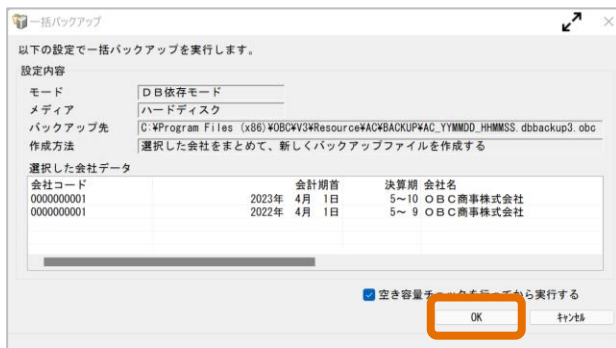 一括バックアップ
以下の設定で一括バックアップを実行します。
設定内容
モード DB依存モード
メディア ハードディスク
バックアップ先 C:¥Program Files (x86)¥OBC¥V3¥Resource¥AC¥BACKUP¥AC_YYMMDD_HHMMSS.dbbackup3.obc
作成方法 選択した会社をまとめて、新しくバックアップファイルを作成する
選択した会社データ
会社コード 会計期首 決算期 会社名
0000000001 2023年 4月 1日 5~10 OBC商事株式会社
0000000001 2022年 4月 1日 5~ 9 OBC商事株式会社
空き容量チェックを行ってから実行する
OK キャンセル